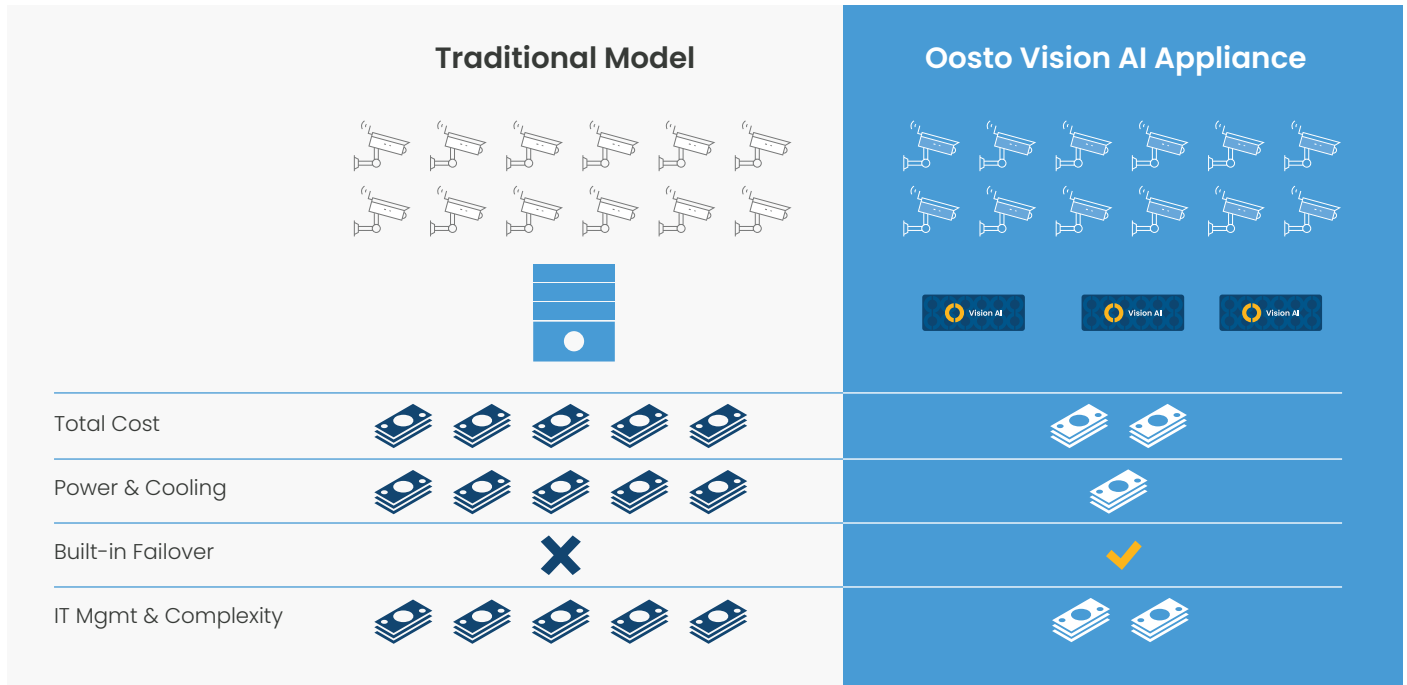 Traditional Model
Oosto Vision AI Appliance
Vision AI
Vision AI
Vision AI
Total Cost
Power & Cooling
Built-in Failover
IT Mgmt & Complexity